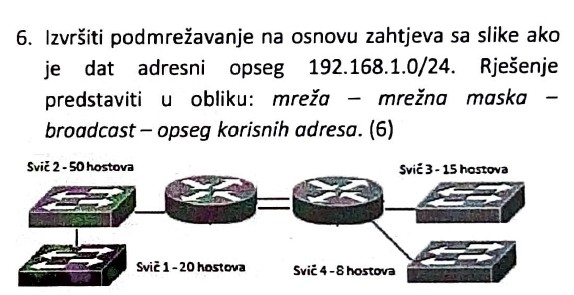 6. Izvršiti podmrežavanje na osnovu zahtjeva sa slike ako
je dat adresni opseg 192.168.1.0/24. Rješenje
predstaviti u obliku: mreža – mrežna maska –
broadcast – opseg korisnih adresa. (6)
Svič 2 - 50 hostova
Svič 3 - 15 hostova
Svič 1 - 20 hostova
Svič 4 - 8 hostova